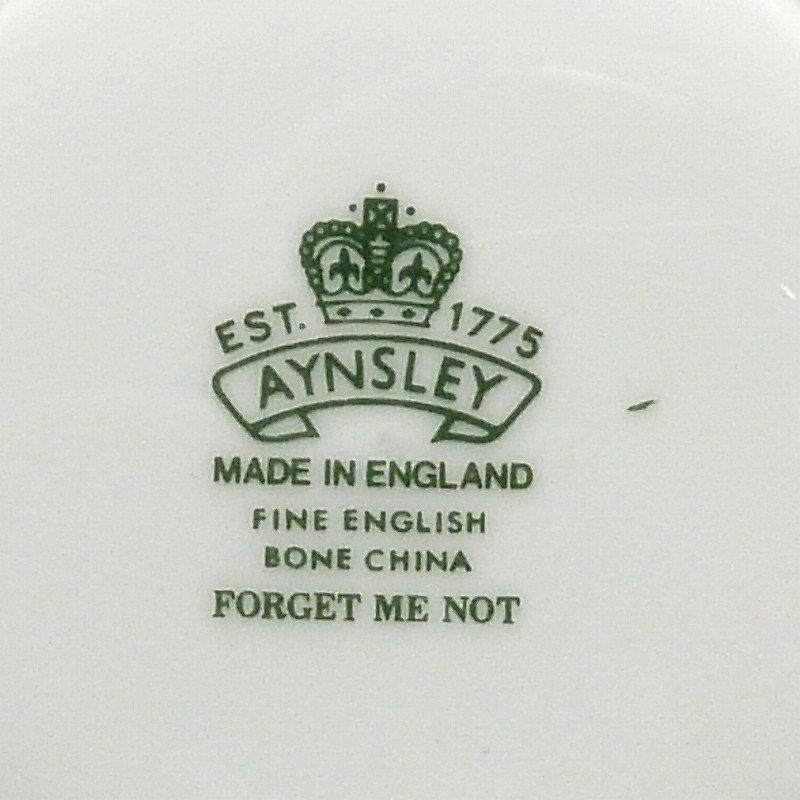 EST. 1775
AYNSLEY
MADE IN ENGLAND
FINE ENGLISH
BONE CHINA
FORGET ME NOT